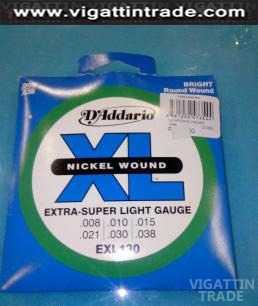 www.vigattintrade.com
BRIGHT
Round Wound
D'Addario
XL
NICKEL WOUND
EXTRA-SUPER LIGHT GAUGE
.008 .010 .015
.021 .030 .038
EXL130
VIGATTIN
TRADE